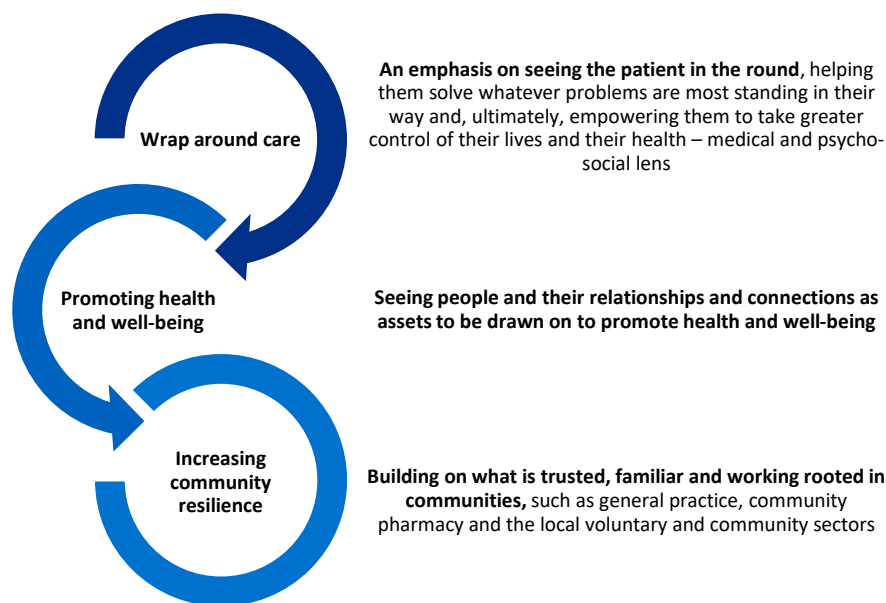 Wrap around care
An emphasis on seeing the patient in the round, helping
them solve whatever problems are most standing in their
way and, ultimately, empowering them to take greater
control of their lives and their health – medical and psycho-
social lens
Promoting health
and well-being
Seeing people and their relationships and connections as
assets to be drawn on to promote health and well-being
Increasing
community
resilience
Building on what is trusted, familiar and working rooted in
communities, such as general practice, community
pharmacy and the local voluntary and community sectors